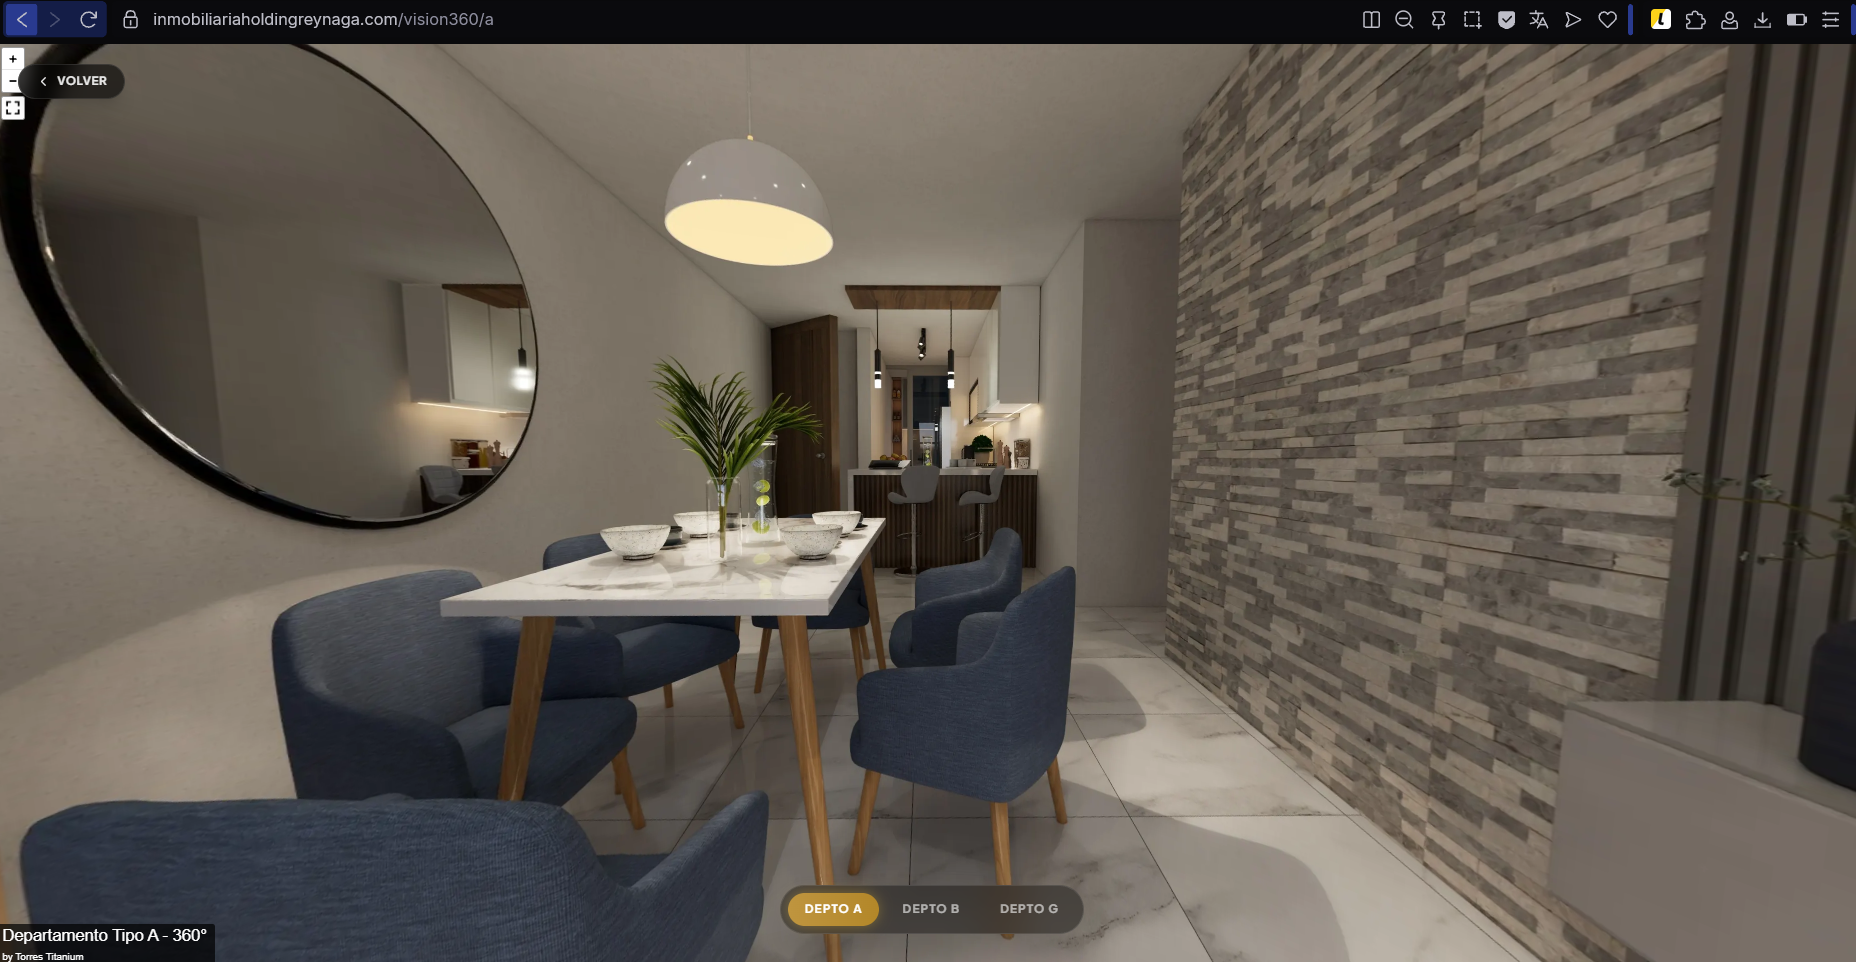 inmobiliariaholdingreynaga.com/vision360/a
+
-
VOLVER
DEPTO A
DEPTO B
DEPTO G
Departamento Tipo A - 360°
by Torres Titanium